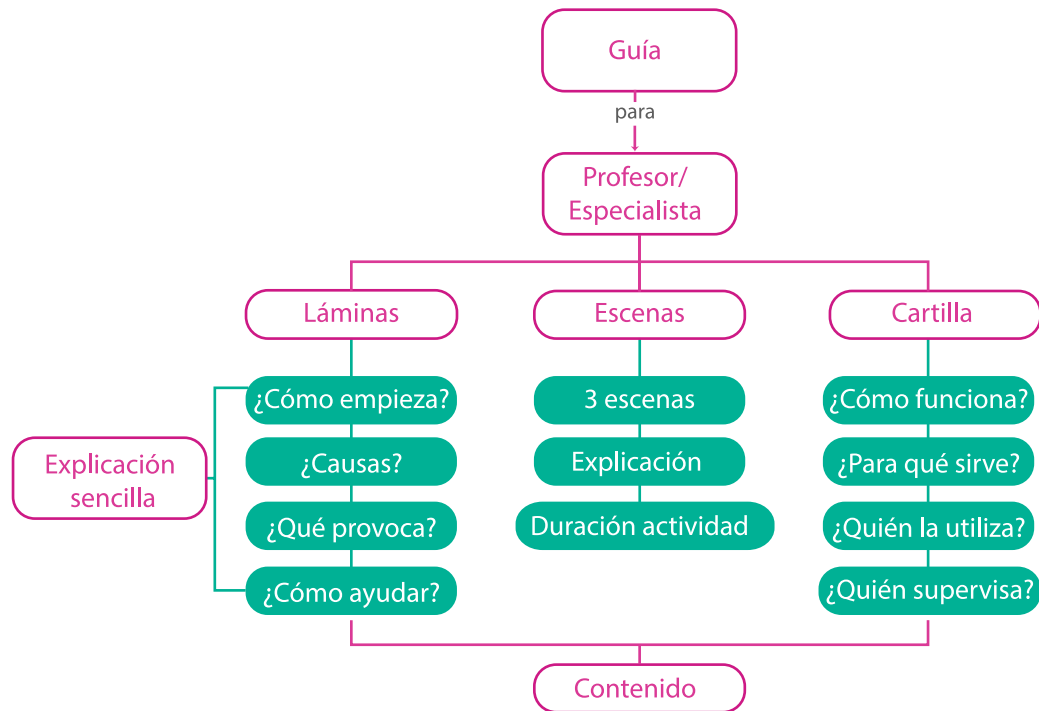 Guía
para
Profesor/
Especialista
Láminas
Escenas
Cartilla
¿Cómo empieza?
3 escenas
¿Cómo funciona?
Explicación
sencilla
¿Causas?
Explicación
¿Para qué sirve?
¿Qué provoca?
Duración actividad
¿Quién la utiliza?
¿Cómo ayudar?
¿Quién supervisa?
Contenido